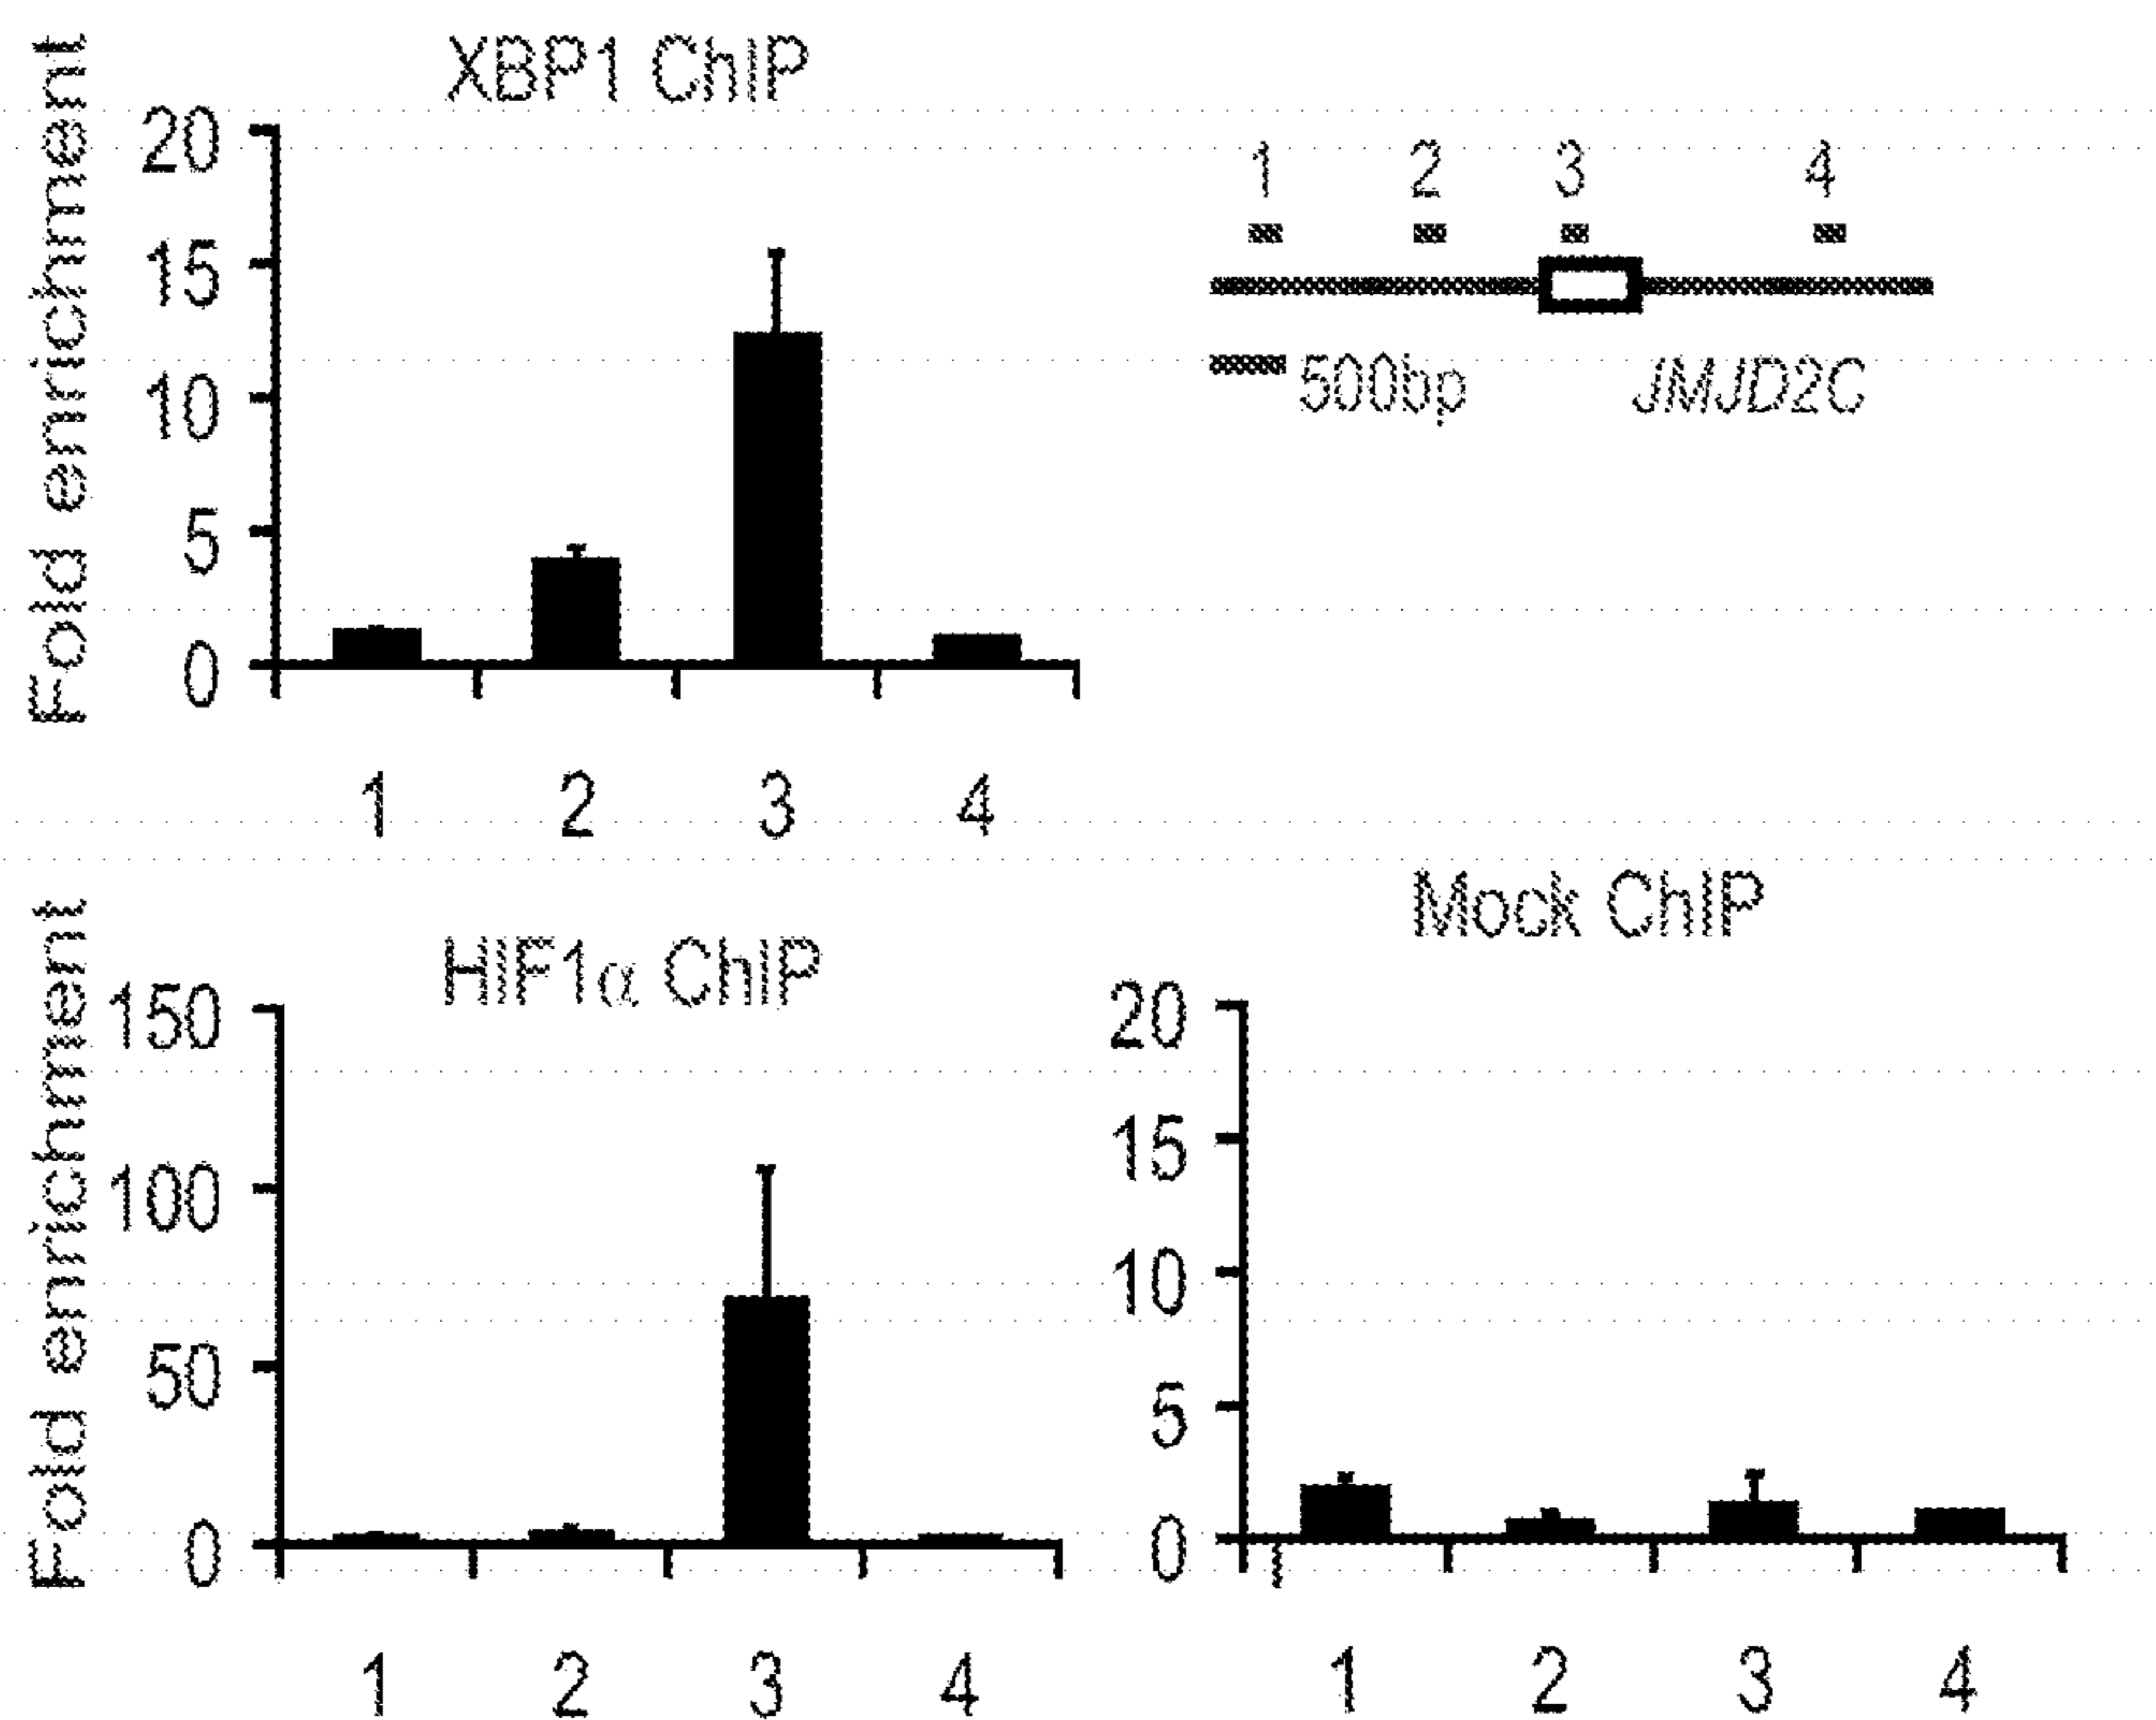 XBP1 ChIP
Fold enrichment
20
15
10
5
0
1 2 3 4
1 2 3 4
500bp JMJD2C
HIF1α ChIP
Fold enrichment
150
100
50
0
1 2 3 4
Mock ChIP
20
15
10
5
0
1 2 3 4